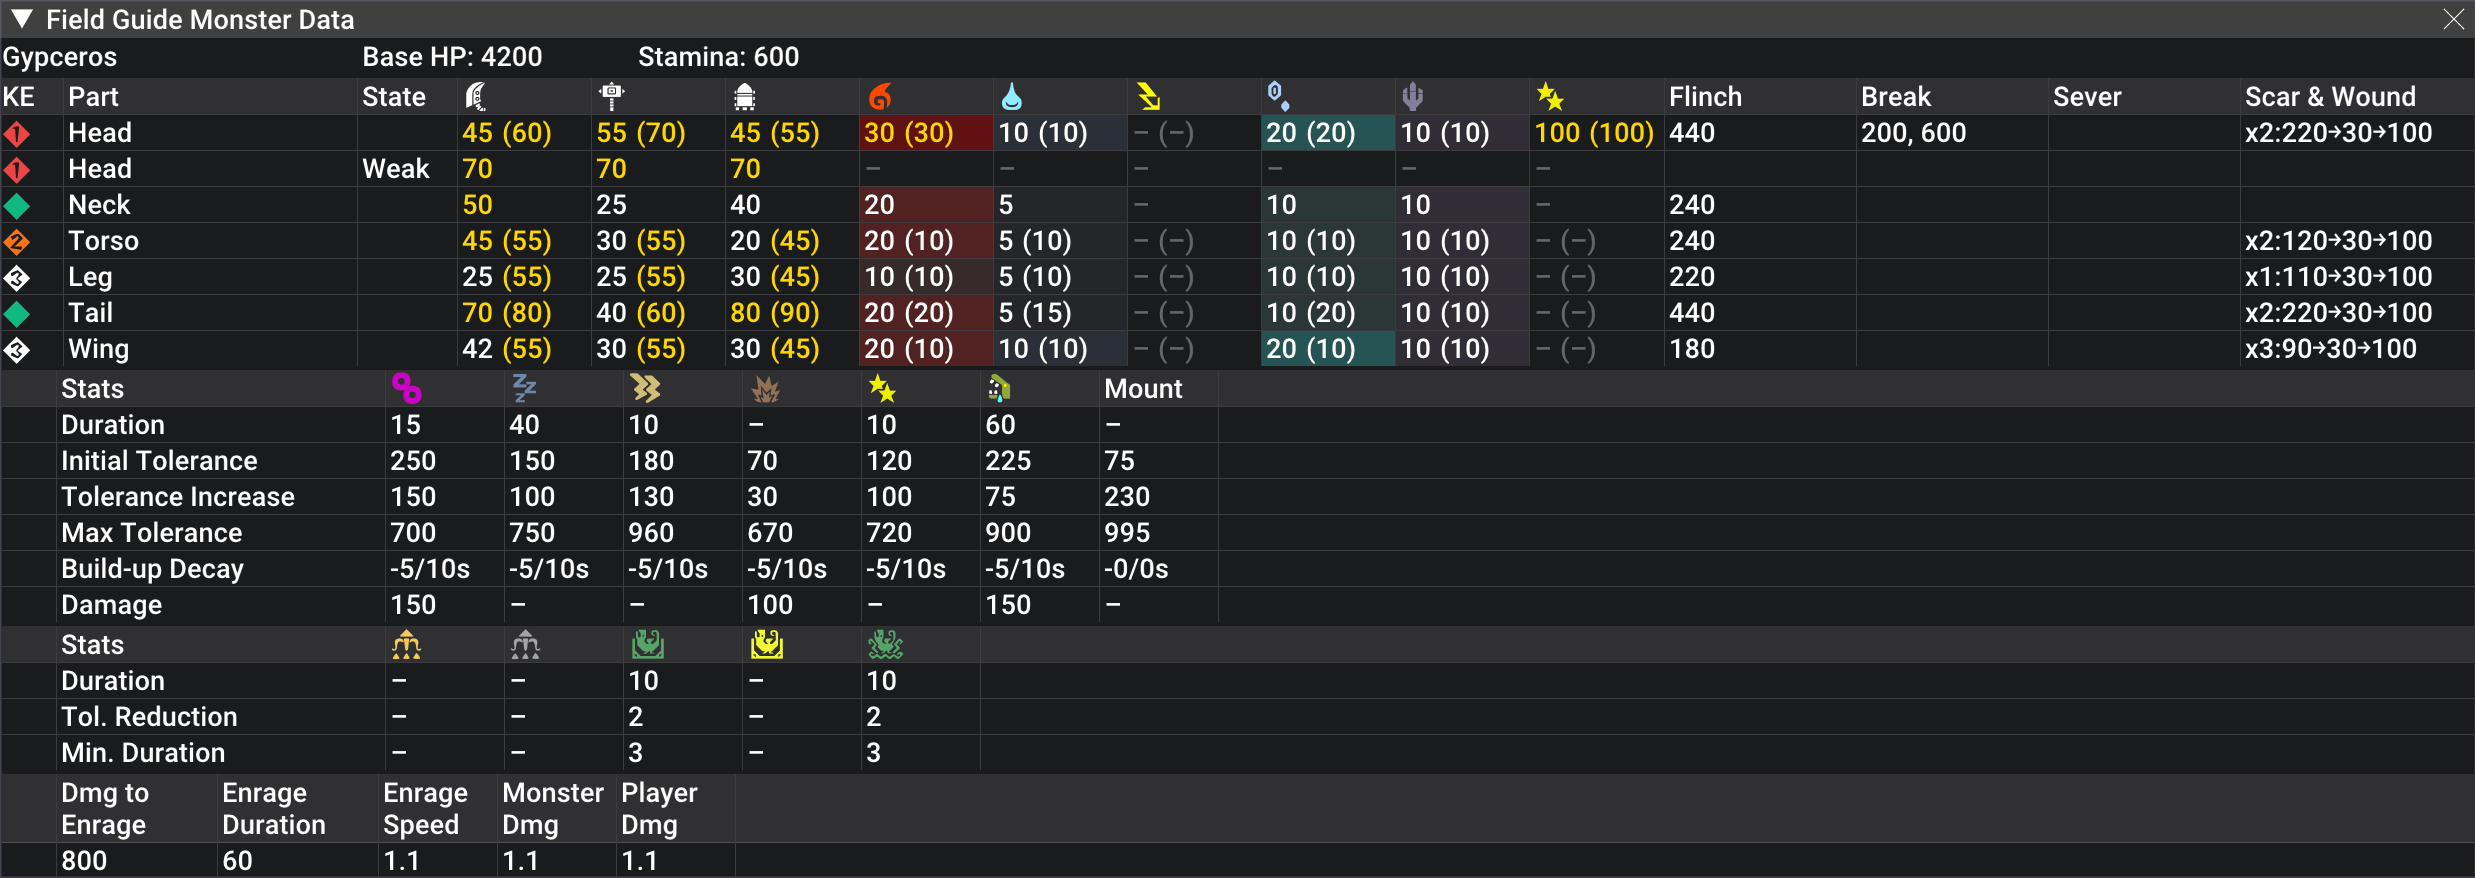 Field Guide Monster Data
Gypceros Base HP: 4200 Stamina: 600
KE Part State Flinch Break Sever Scar & Wound
1 Head 45 (60) 55 (70) 45 (55) 30 (30) 10 (10) – (–) 20 (20) 10 (10) 100 (100) 440 200, 600 x2:220→30→100
1 Head Weak 70 70 70 – – – – – –
Neck 50 25 40 20 5 – 10 10 – 240
2 Torso 45 (55) 30 (55) 20 (45) 20 (10) 5 (10) – (–) 10 (10) 10 (10) – (–) 240 x2:120→30→100
3 Leg 25 (55) 25 (55) 30 (45) 10 (10) 5 (10) – (–) 10 (10) 10 (10) – (–) 220 x1:110→30→100
Tail 70 (80) 40 (60) 80 (90) 20 (20) 5 (15) – (–) 10 (20) 10 (10) – (–) 440 x2:220→30→100
3 Wing 42 (55) 30 (55) 30 (45) 20 (10) 10 (10) – (–) 20 (10) 10 (10) – (–) 180 x3:90→30→100
Stats Mount
Duration 15 40 10 – 10 60 –
Initial Tolerance 250 150 180 70 120 225 75
Tolerance Increase 150 100 130 30 100 75 230
Max Tolerance 700 750 960 670 720 900 995
Build-up Decay -5/10s -5/10s -5/10s -5/10s -5/10s -5/10s -0/0s
Damage 150 – – 100 – 150 –
Stats
Duration – – 10 – 10
Tol. Reduction – – 2 – 2
Min. Duration – – 3 – 3
Dmg to Enrage Enrage Monster Player
Enrage Duration Speed Dmg Dmg
800 60 1.1 1.1 1.1